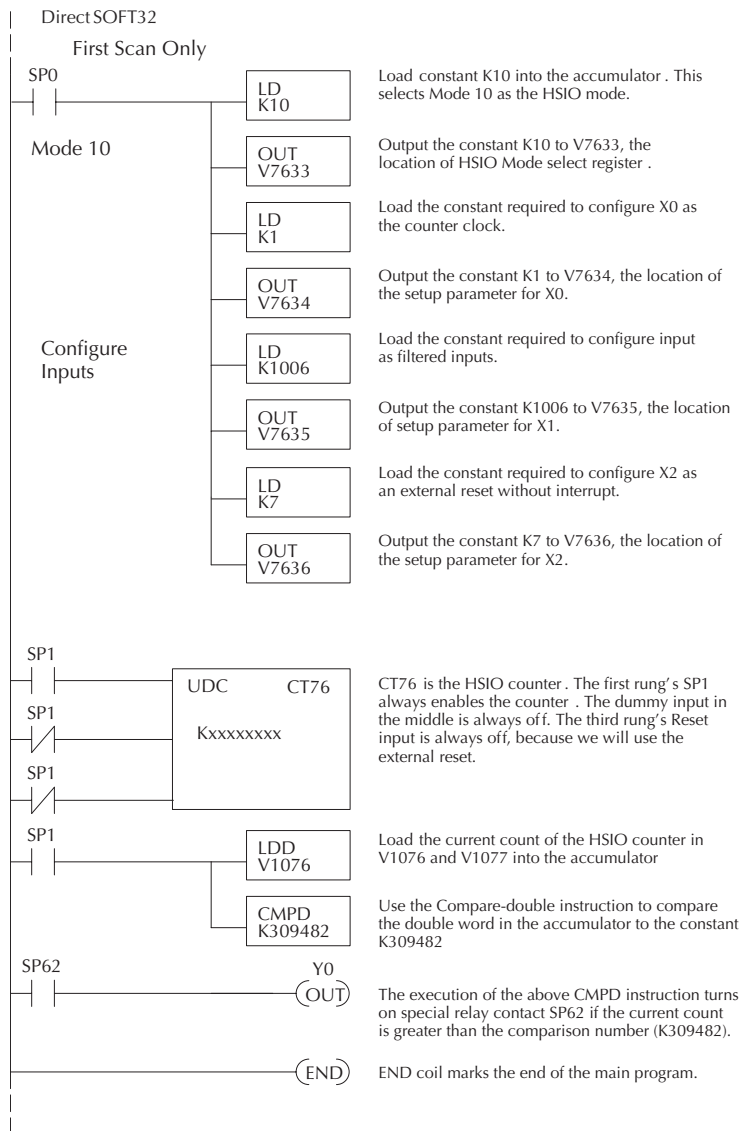 DirectSOFT32
First Scan Only
SP0
LD
K10
Load constant K10 into the accumulator . This
selects Mode 10 as the HSIO mode.
Mode 10
OUT
V7633
Output the constant K10 to V7633, the
location of HSIO Mode select register .
LD
K1
Load the constant required to configure X0 as
the counter clock.
OUT
V7634
Output the constant K1 to V7634, the location of
the setup parameter for X0.
Configure
Inputs
LD
K1006
Load the constant required to configure input
as filtered inputs.
OUT
V7635
Output the constant K1006 to V7635, the location
of setup parameter for X1.
LD
K7
Load the constant required to configure X2 as
an external reset without interrupt.
OUT
V7636
Output the constant K7 to V7636, the location of
the setup parameter for X2.
SP1
UDC CT76
SP1
Kxxxxxxxx
SP1
CT76 is the HSIO counter . The first rung's SP1
always enables the counter . The dummy input in
the middle is always off. The third rung's Reset
input is always off, because we will use the
external reset.
SP1
LDD
V1076
Load the current count of the HSIO counter in
V1076 and V1077 into the accumulator
CMPD
K309482
Use the Compare-double instruction to compare
the double word in the accumulator to the constant
K309482
SP62
Y0
OUT
The execution of the above CMPD instruction turns
on special relay contact SP62 if the current count
is greater than the comparison number (K309482).
END
END coil marks the end of the main program.